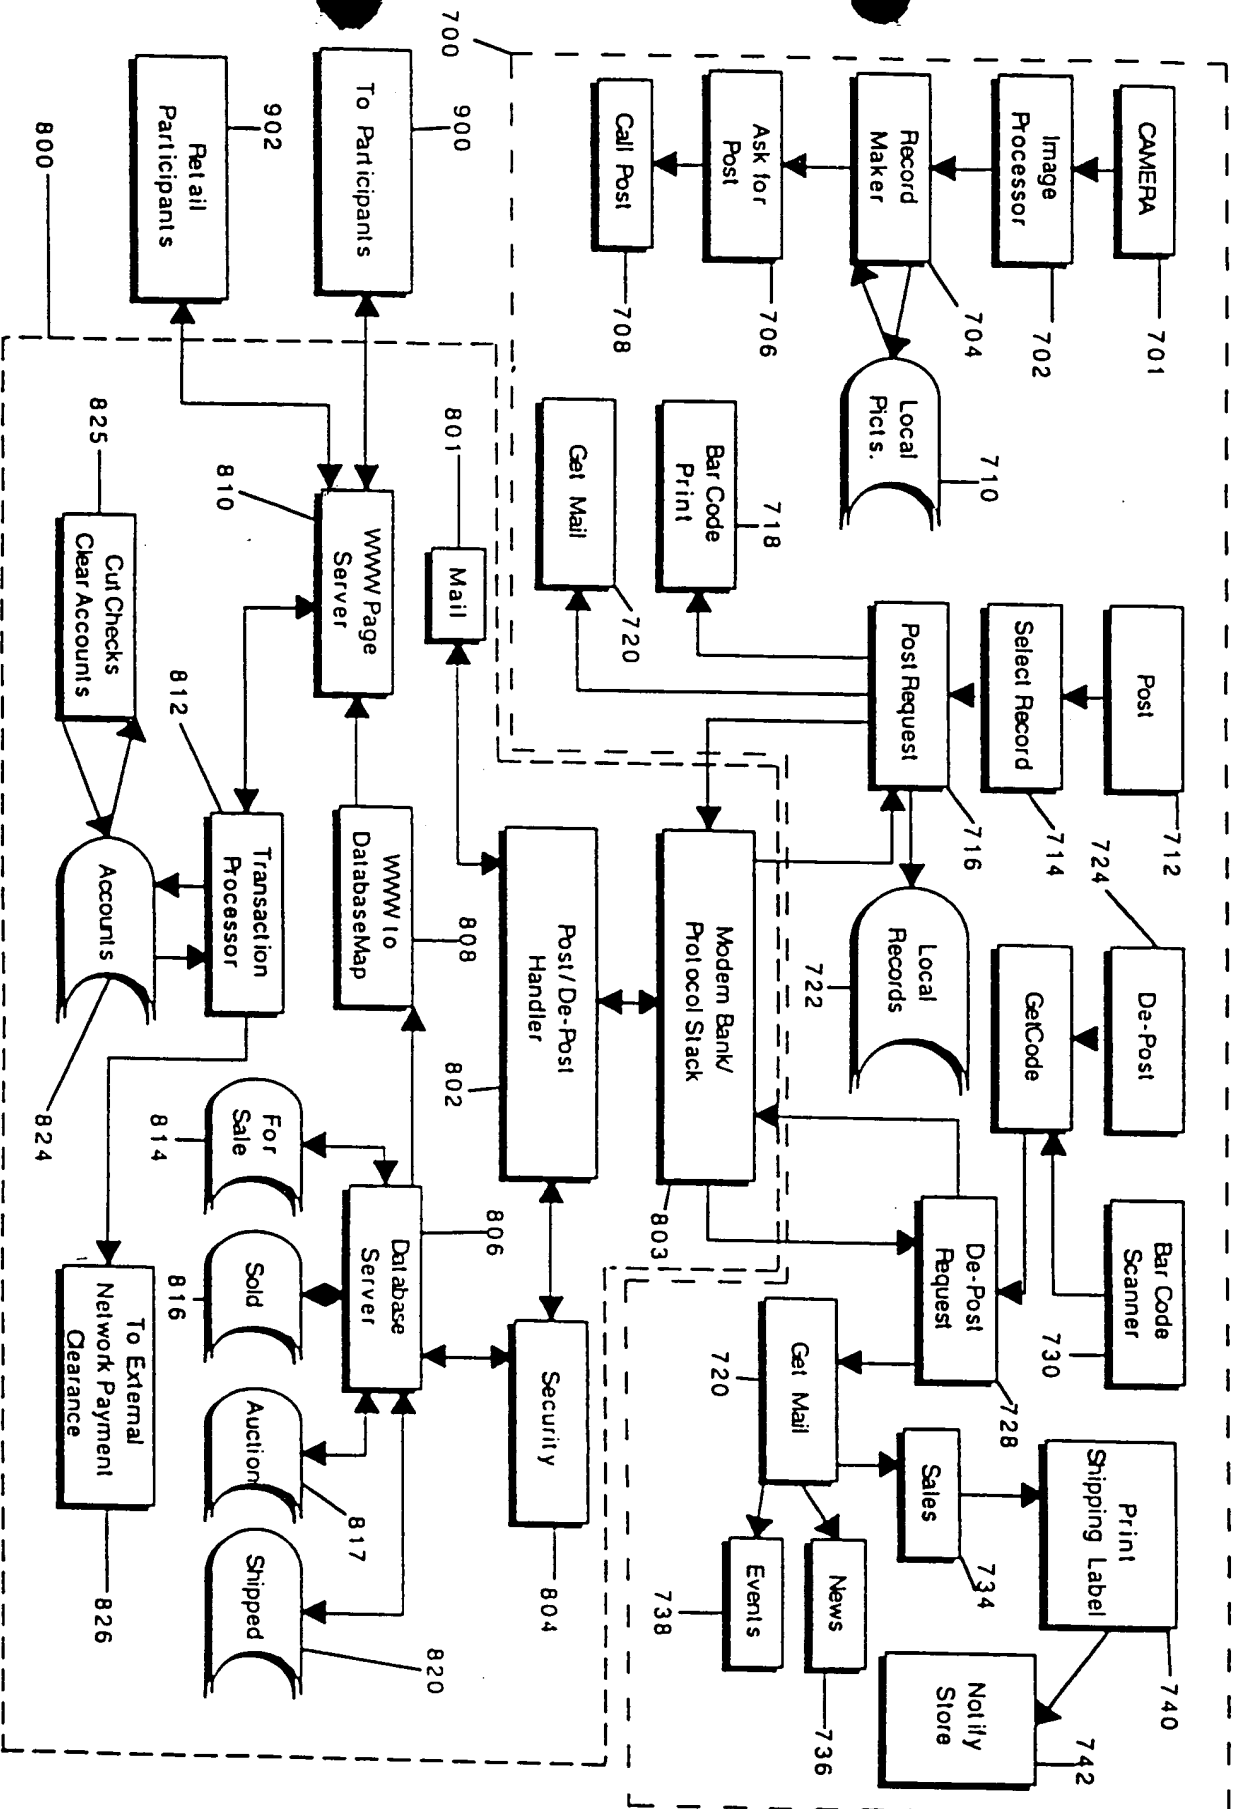 700
CAMERA
701
Image
Processor
702
Record
Maker
704
Ask for
Post
706
Call Post
708
Local
Picts.
710
Post
712
Select Record
714
Post Request
716
Bar Code
Print
718
Get Mail
720
Local
Records
722
De-Post
724
GetCode
Bar Code
Scanner
730
De-Post
Request
728
Get Mail
720
Sales
734
News
736
Events
738
Print
Shipping Label
740
Notify
Store
742
To Participants
900
Retail
Participants
902
800
Mail
801
Modem Bank/
Protocol Stack
803
Post/De-Post
Handler
802
Security
804
WWW Page
Server
810
WWW to
DatabaseMap
808
Database
Server
806
For
Sale
814
Sold
816
Auction
817
Shipped
820
Transaction
Processor
812
Cut Checks
Clear Accounts
825
Accounts
824
To External
Network Payment
Clearance
826